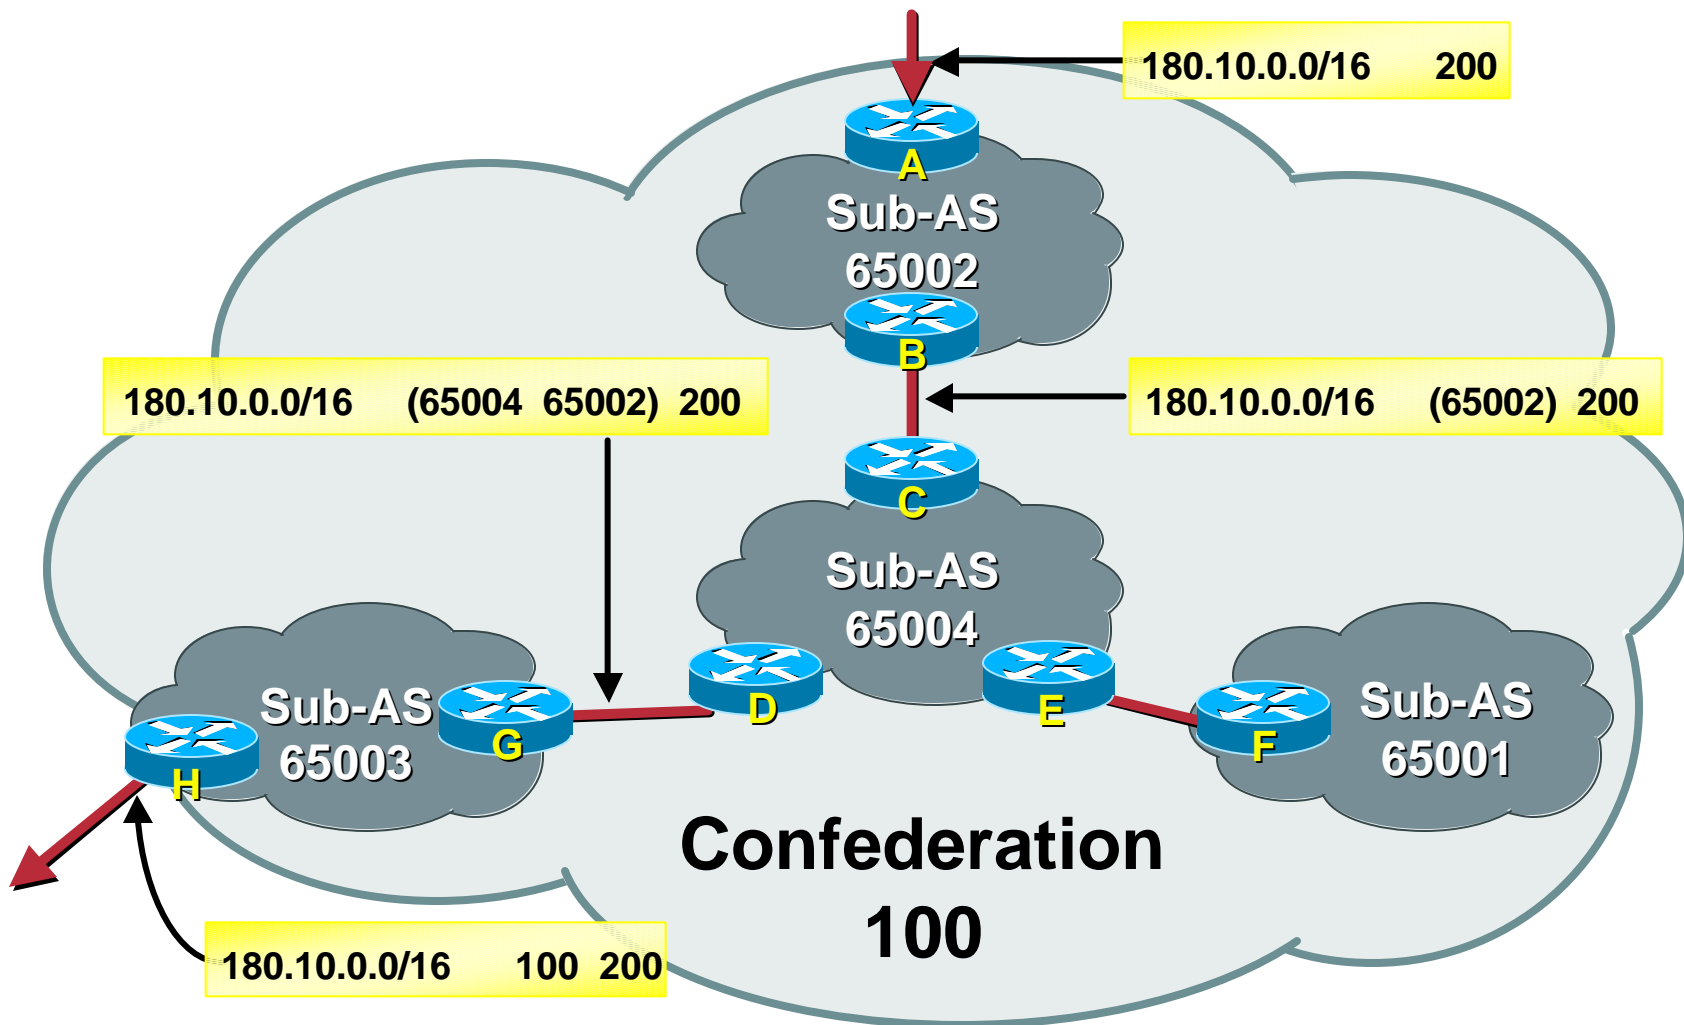 180.10.0.0/16 200
A
Sub-AS
65002
B
180.10.0.0/16 (65004 65002) 200
180.10.0.0/16 (65002) 200
C
Sub-AS
65004
D
E
Sub-AS
65003
G
H
F
Sub-AS
65001
Confederation
100
180.10.0.0/16 100 200